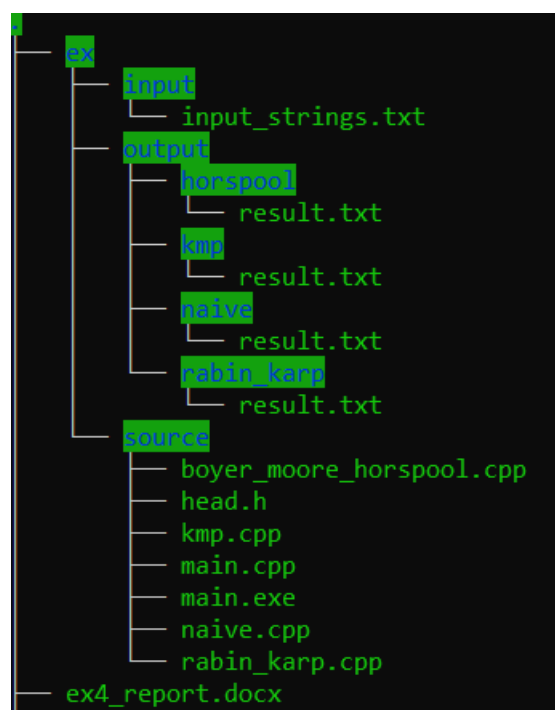 .
├── ex
│   ├── input
│   │   └── input_strings.txt
│   ├── output
│   │   ├── horspool
│   │   │   └── result.txt
│   │   ├── kmp
│   │   │   └── result.txt
│   │   ├── naive
│   │   │   └── result.txt
│   │   └── rabin_karp
│   │       └── result.txt
│   └── source
│       ├── boyer_moore_horspool.cpp
│       ├── head.h
│       ├── kmp.cpp
│       ├── main.cpp
│       ├── main.exe
│       ├── naive.cpp
│       └── rabin_karp.cpp
├── ex4_report.docx